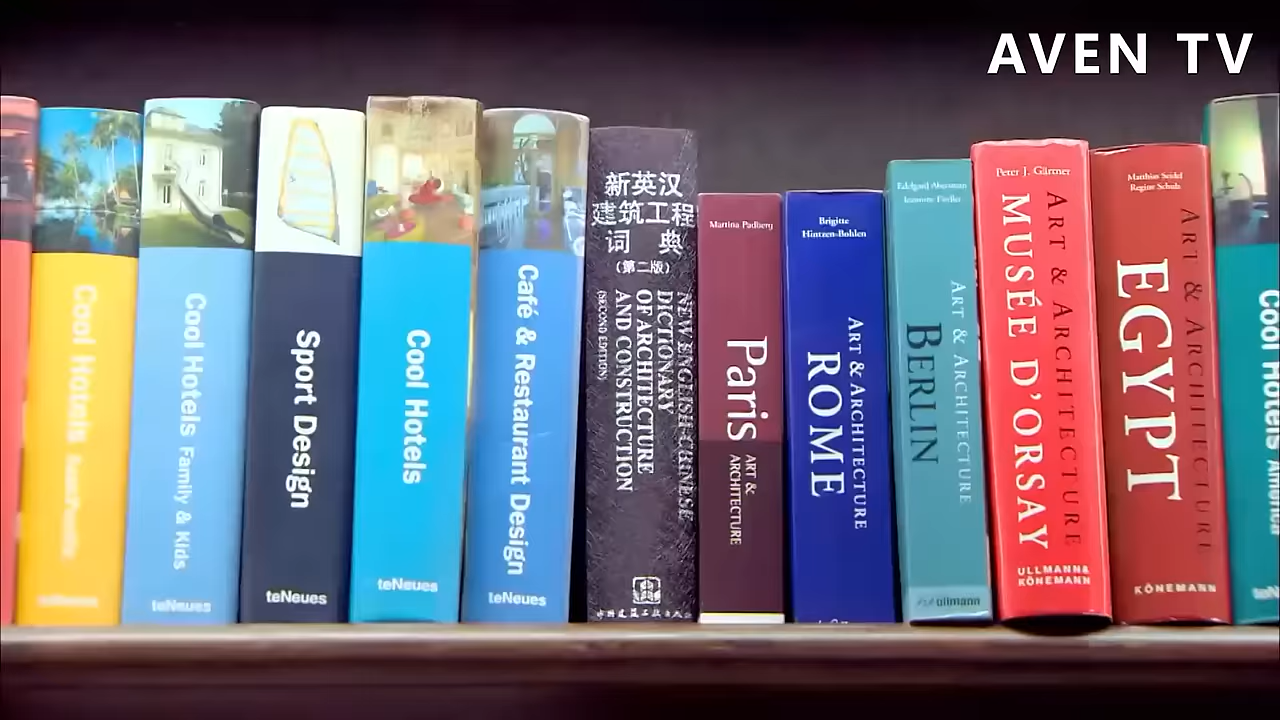 AVEN TV
Cool Hotels
Cool Hotels Family & Kids
teNeues
Sport Design
teNeues
Cool Hotels
teNeues
Café & Restaurant Design
teNeues
新英汉
建筑工程
词 典
(第二版)
NEW ENGLISH-CHINESE
DICTIONARY
OF ARCHITECTURE
AND CONSTRUCTION
(SECOND EDITION)
Martina Padberg
Paris
ART &
ARCHITECTURE
Brigitte
Hintzen-Bohlen
ART & ARCHITECTURE
ROME
ART & ARCHITECTURE
BERLIN
ullmann
Peter J. Gärtner
ART & ARCHITECTURE
MUSÉE D'ORSAY
ULLMANN&
KÖNEMANN
Matthias Seidel
Regine Schulz
ART & ARCHITECTURE
EGYPT
KÖNEMANN
Cool Hotels America